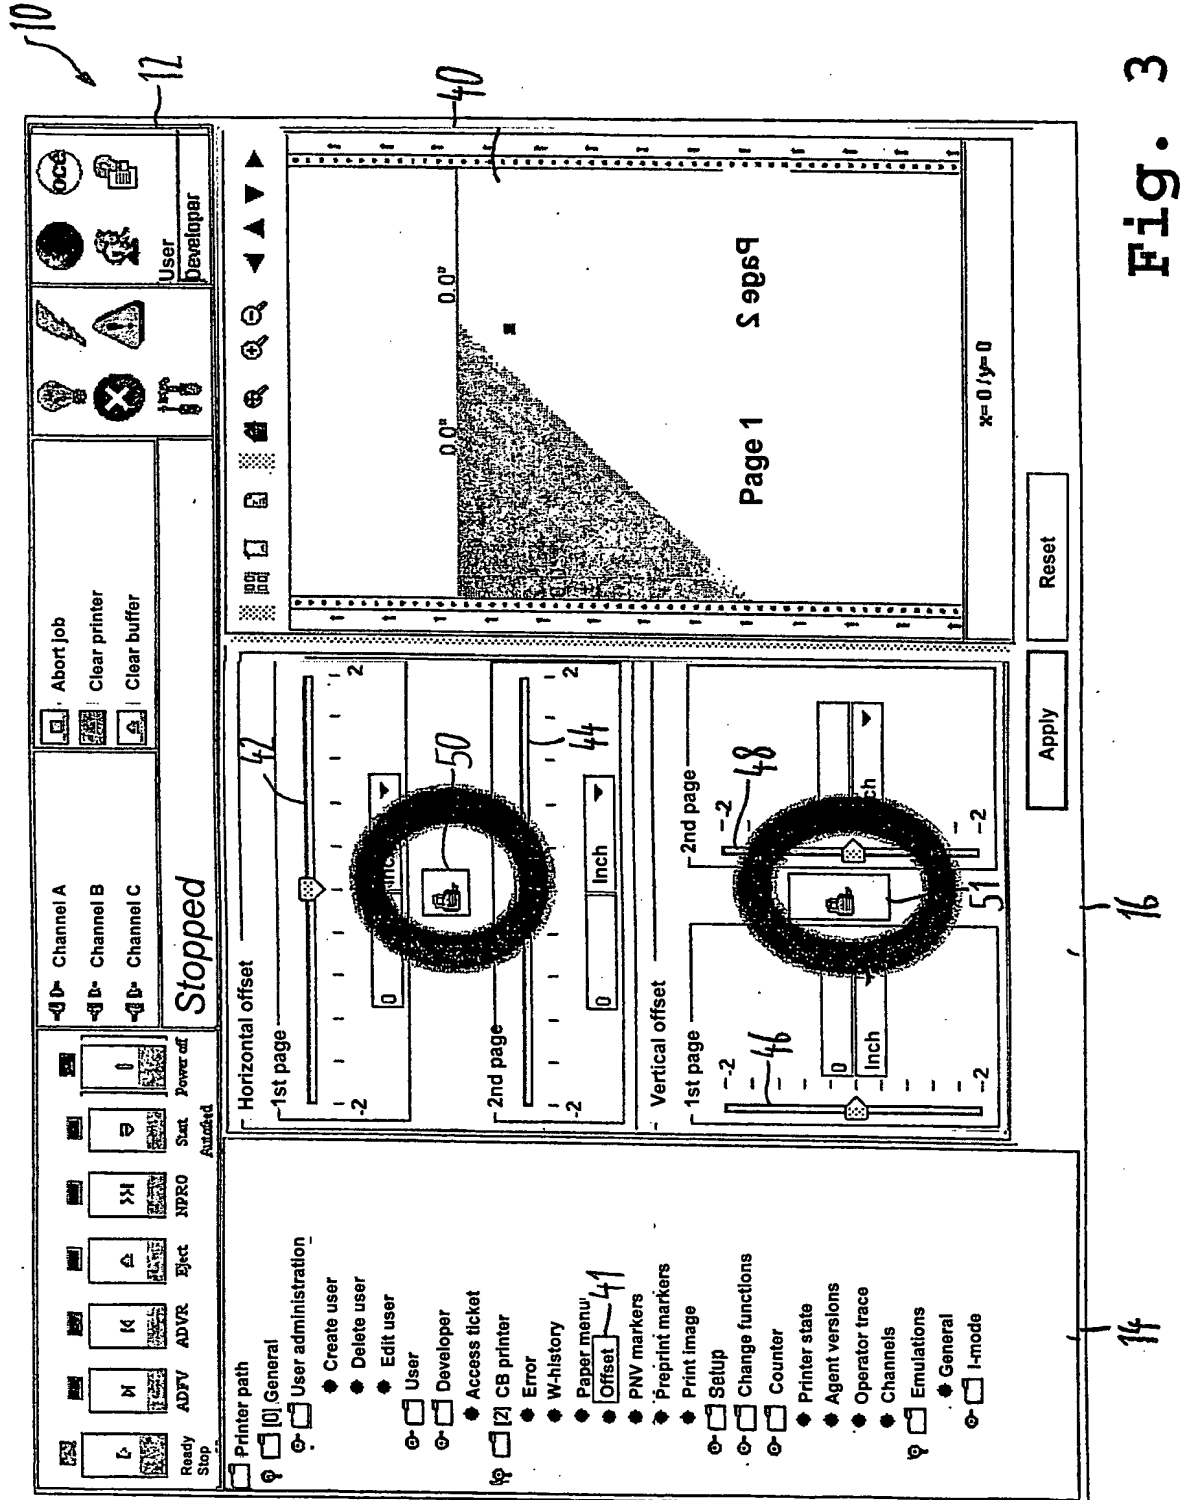 10
12
Ready
Stop
ADFV
ADVR
Eject
NPRO
Start
Autofeed
Power off
Channel A
Channel B
Channel C
Stopped
Abort job
Clear printer
Clear buffer
océ
User
Developer
Printer path
[0] General
User administration
Create user
Delete user
Edit user
User
Developer
Access ticket
[2] CB printer
Error
W-history
Paper menu
Offset
41
PNV markers
Preprint markers
Print image
Setup
Change functions
Counter
Printer state
Agent versions
Operator trace
Channels
Emulations
General
I-mode
14
Horizontal offset
1st page
42
-2
2
0
50
2nd page
-2
2
44
0
Inch
Vertical offset
1st page
-2
46
-2
0
Inch
2nd page
-2
48
-2
51
40
0.0"
0.0"
Page 1
Page 2
x= 0 / y= 0
Apply
Reset
16
Fig. 3